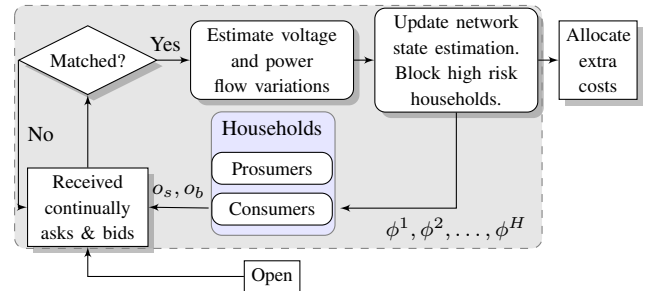 Matched?
Yes
Estimate voltage
and power
flow variations
Update network
state estimation.
Block high risk
households.
Allocate
extra
costs
No
Households
Prosumers
Consumers
Received
continually
asks & bids
o_s, o_b
ϕ^1, ϕ^2, . . . , ϕ^H
Open